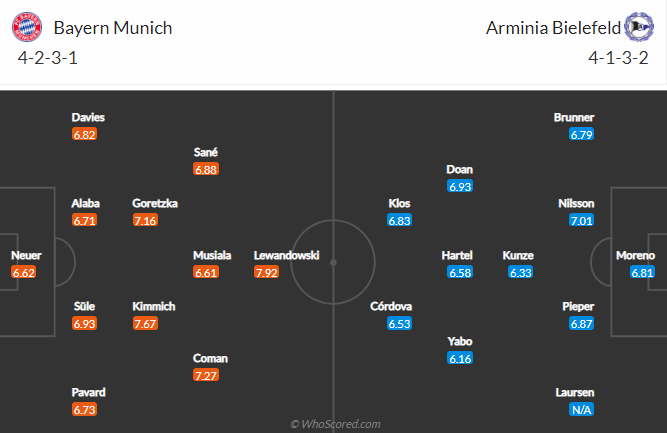 Bayern Munich
4-2-3-1
Arminia Bielefeld
4-1-3-2
Davies
6.82
Sané
6.88
Alaba
6.71
Goretzka
7.16
Neuer
6.62
Musiala
6.61
Lewandowski
7.92
Süle
6.93
Kimmich
7.67
Coman
7.27
Pavard
6.73
Brunner
6.79
Doan
6.93
Klos
6.83
Nilsson
7.01
Hartel
6.58
Kunze
6.33
Moreno
6.81
Córdova
6.53
Pieper
6.87
Yabo
6.16
Laursen
N/A
© WhoScored.com